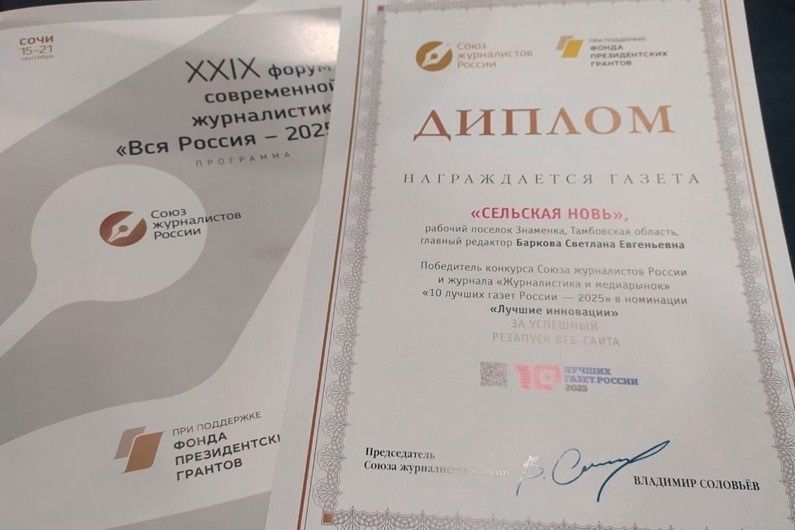 СОЧИ
15–21
сентября
XXIX форум
современной
журналистик
«Вся Россия – 2025
ПРОГРАММА
Союз
журналистов
России
ПРИ ПОДДЕРЖКЕ
ФОНДА
ПРЕЗИДЕНТСКИ
ГРАНТОВ
Союз
журналистов
России
ПРИ ПОДДЕРЖКЕ
ФОНДА
ПРЕЗИДЕНТСКИХ
ГРАНТОВ
ДИПЛОМ
НАГРАЖДАЕТСЯ ГАЗЕТА
«СЕЛЬСКАЯ НОВЬ»,
рабочий поселок Знаменка, Тамбовская область,
главный редактор Баркова Светлана Евгеньевна
Победитель конкурса Союза журналистов России
и журнала «Журналистика и медиарынок»
«10 лучших газет России — 2025» в номинации
«Лучшие инновации»
ЗА УСПЕШНЫЙ
РЕЗАПУСК ВЕБ-САЙТА
10 ЛУЧШИХ
ГАЗЕТ РОССИИ
2025
Председатель
Союза журналистов России
ВЛАДИМИР СОЛОВЬЁВ